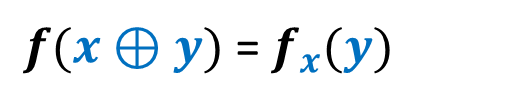 f(x ⊕ y) = fₓ(y)